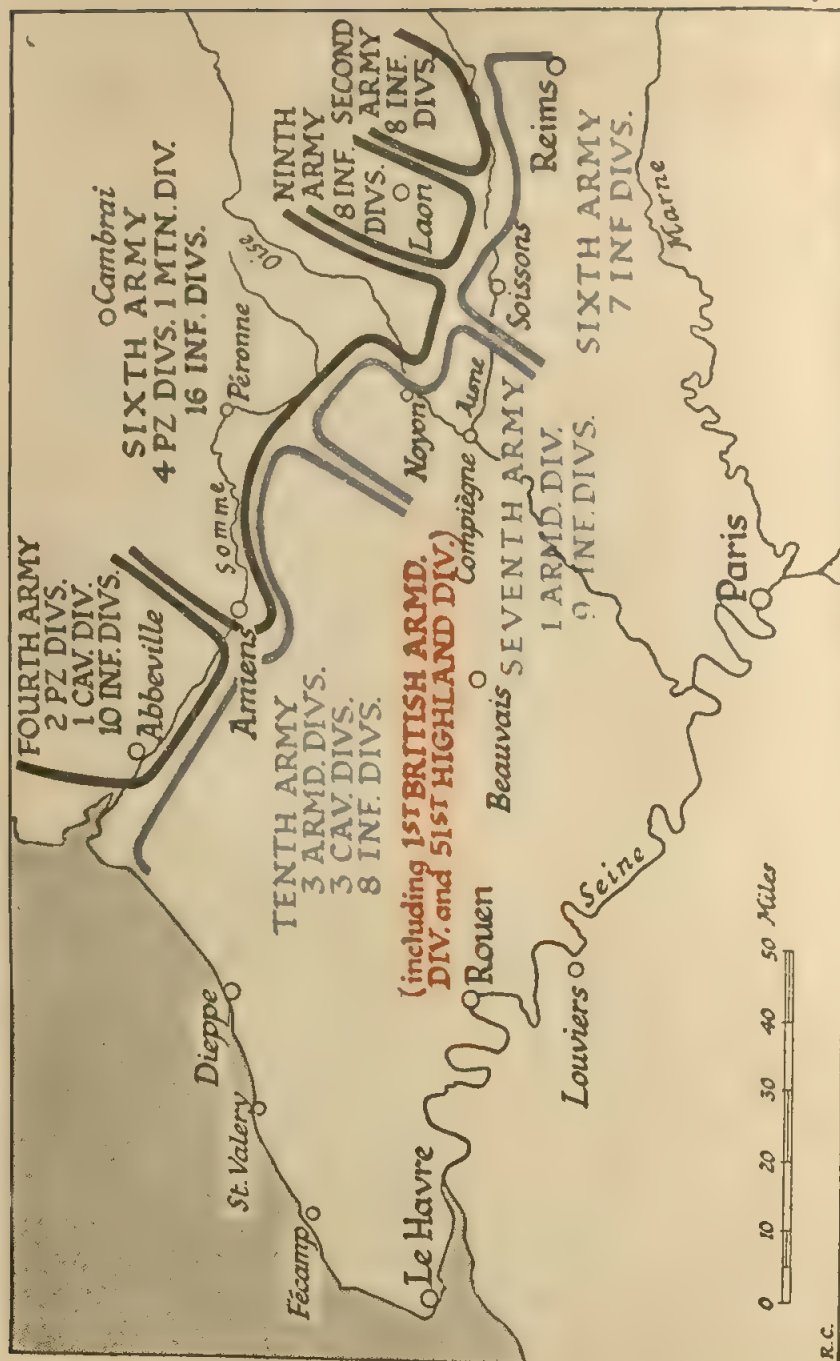 FOURTH ARMY
2 PZ DIVS.
1 CAV. DIV.
10 INF. DIVS.
Abbeville
Amiens
Somme
Péronne
Cambrai
SIXTH ARMY
4 PZ DIVS. 1 MTN. DIV.
16 INF. DIVS.
Oise
NINTH
ARMY
8 INF.
DIVS.
Laon
SECOND
ARMY
8 INF.
DIVS.
Reims
Soissons
Aisne
Noyon
Compiègne
SIXTH ARMY
7 INF DIVS.
Marne
SEVENTH ARMY
1 ARMD. DIV.
9 INF. DIVS.
TENTH ARMY
3 ARMD. DIVS.
3 CAV. DIVS.
8 INF. DIVS.
(including 1ST BRITISH ARMD.
DIV. and 51ST HIGHLAND DIV.)
Beauvais
Paris
Dieppe
St. Valery
Fécamp
Le Havre
Rouen
Louviers
Seine
0 10 20 30 40 50 Miles
R.C.